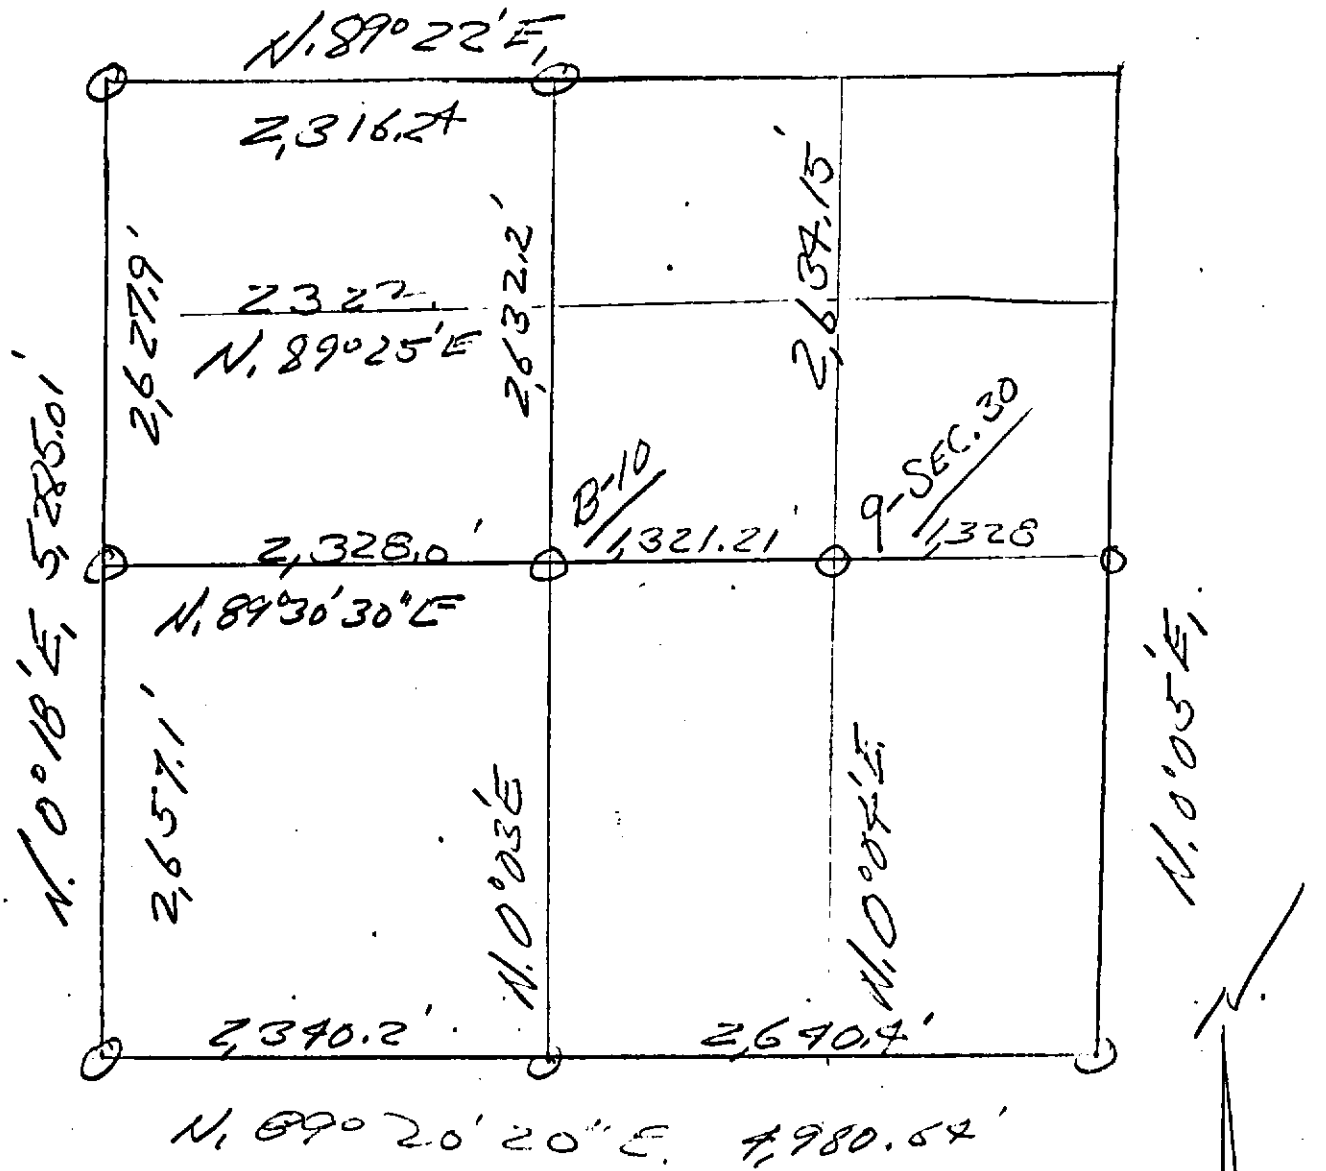 N. 89° 22' E,
2,316.24
2,627.9'
2,632.2'
2,634.15'
2322
N. 89° 25' E
N. 0° 18' E, 5,285.01'
B-10
9-SEC. 30
2,328.0'
1,321.21'
1,328
N, 89° 30' 30" E
2,657.1'
N. 0° 03' E
N. 0° 04' E
N. 0° 05' E,
N.
2,340.2'
2,640.4'
N, 89° 20' 20" E. 4,980.54'